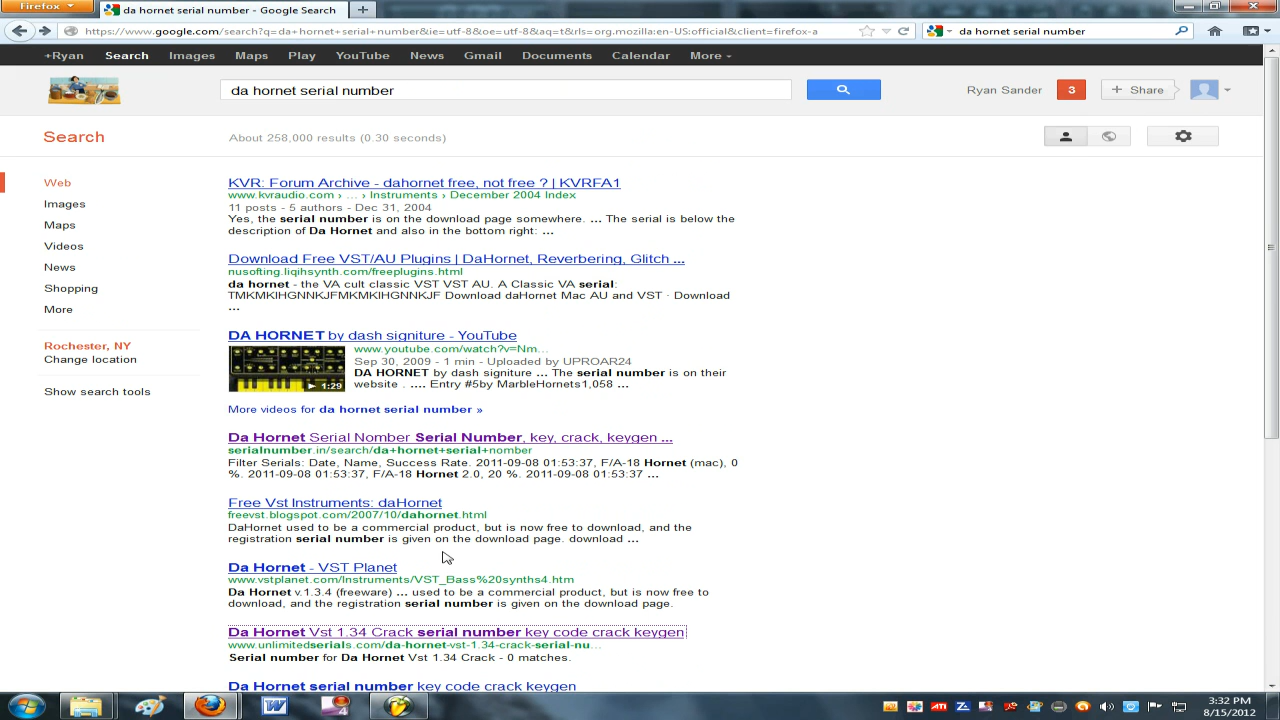 Firefox
da hornet serial number - Google Search
https://www.google.com/search?q=da+hornet+serial+number&ie=utf-8&oe=utf-8&aq=t&rls=org.mozilla:en-US:official&client=firefox-a
da hornet serial number
+Ryan Search Images Maps Play YouTube News Gmail Documents Calendar More
da hornet serial number
Ryan Sander 3 + Share
Search
About 258,000 results (0.30 seconds)
Web
Images
Maps
Videos
News
Shopping
More
Rochester, NY
Change location
Show search tools
KVR: Forum Archive - dahornet free, not free ? | KVRFA1
www.kvraudio.com › ... › Instruments › December 2004 Index
11 posts - 5 authors - Dec 31, 2004
Yes, the serial number is on the download page somewhere. ... The serial is below the
description of Da Hornet and also in the bottom right: ...
Download Free VST/AU Plugins | DaHornet, Reverbering, Glitch ...
nusofting.liqihsynth.com/freeplugins.html
da hornet - the VA cult classic VST VST AU. A Classic VA serial:
TMKMKIHGNNKJFMKMKIHGNNKJF Download daHornet Mac AU and VST · Download
...
DA HORNET by dash signiture - YouTube
www.youtube.com/watch?v=Nm...
Sep 30, 2009 - 1 min - Uploaded by UPROAR24
DA HORNET by dash signiture ... The serial number is on their
website . .... Entry #5by MarbleHornets1,058 ...
1:29
More videos for da hornet serial number »
Da Hornet Serial Nomber Serial Number, key, crack, keygen ...
serialnumber.in/search/da+hornet+serial+nomber
Filter Serials: Date, Name, Success Rate. 2011-09-08 01:53:37, F/A-18 Hornet (mac), 0
%. 2011-09-08 01:53:37, F/A-18 Hornet 2.0, 20 %. 2011-09-08 01:53:37 ...
Free Vst Instruments: daHornet
freevst.blogspot.com/2007/10/dahornet.html
DaHornet used to be a commercial product, but is now free to download, and the
registration serial number is given on the download page. download ...
Da Hornet - VST Planet
www.vstplanet.com/Instruments/VST_Bass%20synths4.htm
Da Hornet v.1.3.4 (freeware) ... used to be a commercial product, but is now free to
download, and the registration serial number is given on the download page.
Da Hornet Vst 1.34 Crack serial number key code crack keygen
www.unlimitedserials.com/da-hornet-vst-1.34-crack-serial-nu...
Serial number for Da Hornet Vst 1.34 Crack - 0 matches.
Da Hornet serial number key code crack keygen
3:32 PM
8/15/2012